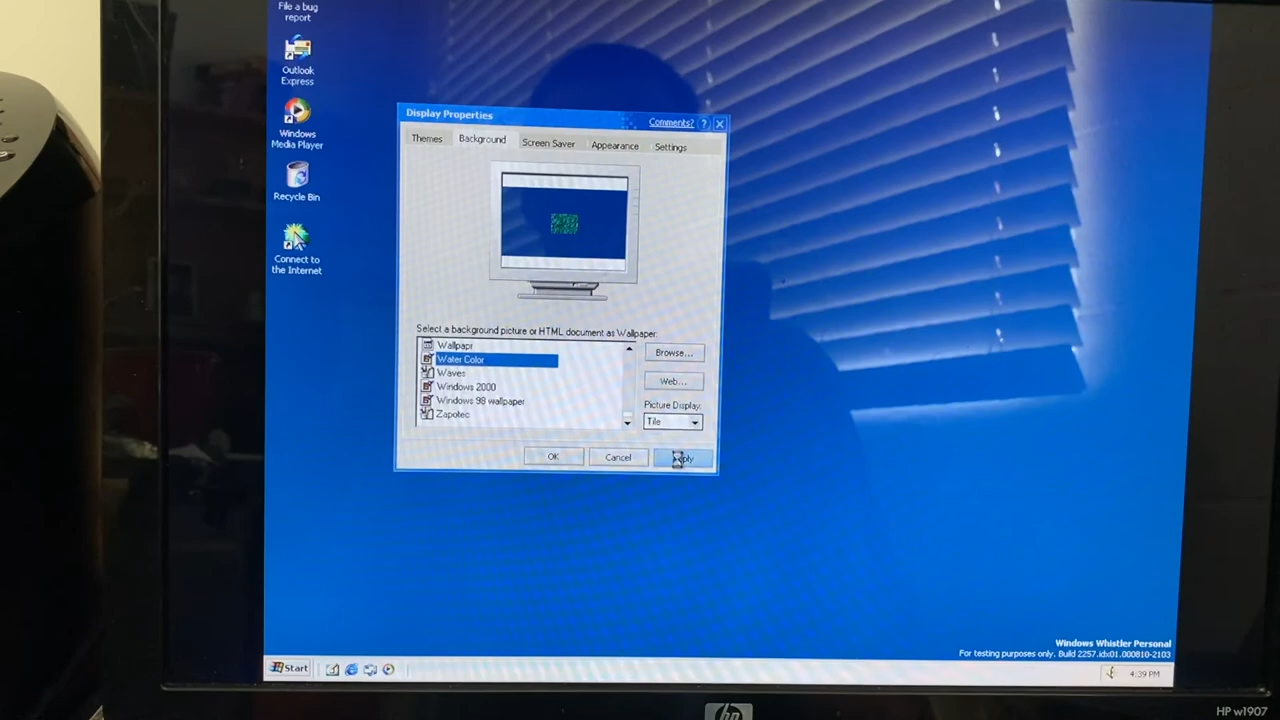 File a bug
report
Outlook
Express
Windows
Media Player
Recycle Bin
Connect to
the Internet
Display Properties
Comments?
?
Themes
Background
Screen Saver
Appearance
Settings
Select a background picture or HTML document as Wallpaper:
Wallpapr
Water Color
Waves
Windows 2000
Windows 98 wallpaper
Zapotec
Browse...
Web...
Picture Display:
Tile
OK
Cancel
Windows Whistler Personal
For testing purposes only. Build 2257.idx01.000810-2103
Start
4:39 PM
hp
HP w1907